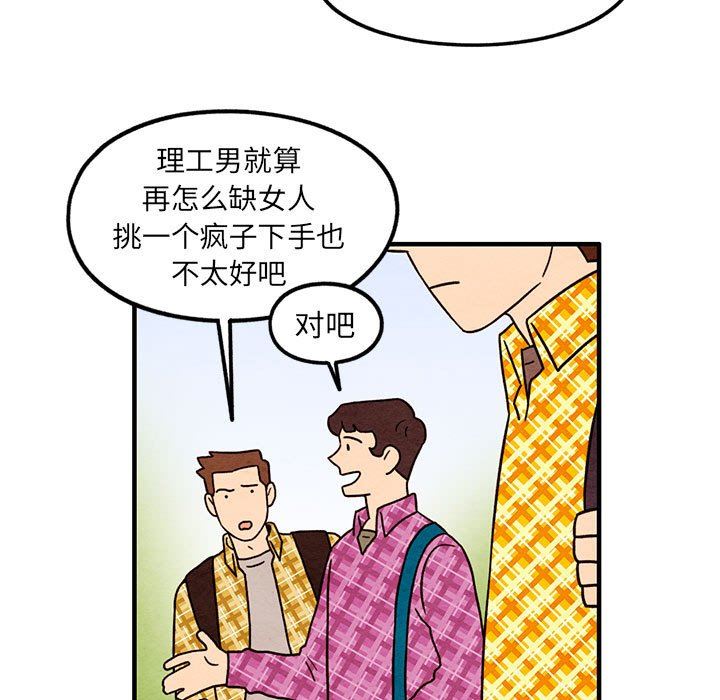 理工男就算
再怎么缺女人
挑一个疯子下手也
不太好吧
对吧